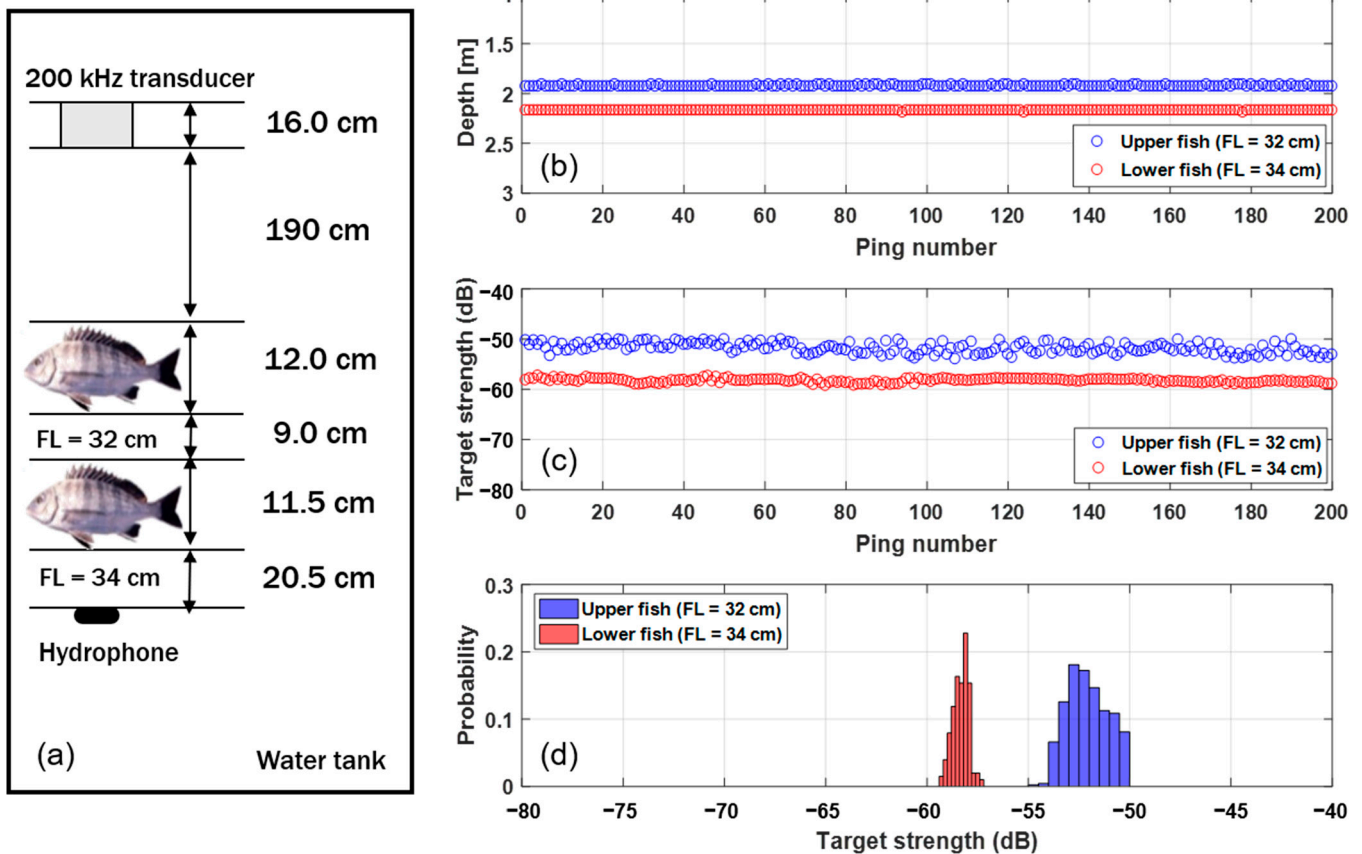 200 kHz transducer
16.0 cm
190 cm
12.0 cm
FL = 32 cm
9.0 cm
11.5 cm
FL = 34 cm
20.5 cm
Hydrophone
(a)
Water tank
Depth [m]
1.5
2
2.5
3
(b)
Upper fish (FL = 32 cm)
Lower fish (FL = 34 cm)
0 20 40 60 80 100 120 140 160 180 200
Ping number
Target strength (dB)
−40
−50
−60
−70
−80
(c)
Upper fish (FL = 32 cm)
Lower fish (FL = 34 cm)
0 20 40 60 80 100 120 140 160 180 200
Ping number
Probability
0.3
0.2
0.1
0
Upper fish (FL = 32 cm)
Lower fish (FL = 34 cm)
(d)
−80 −75 −70 −65 −60 −55 −50 −45 −40
Target strength (dB)